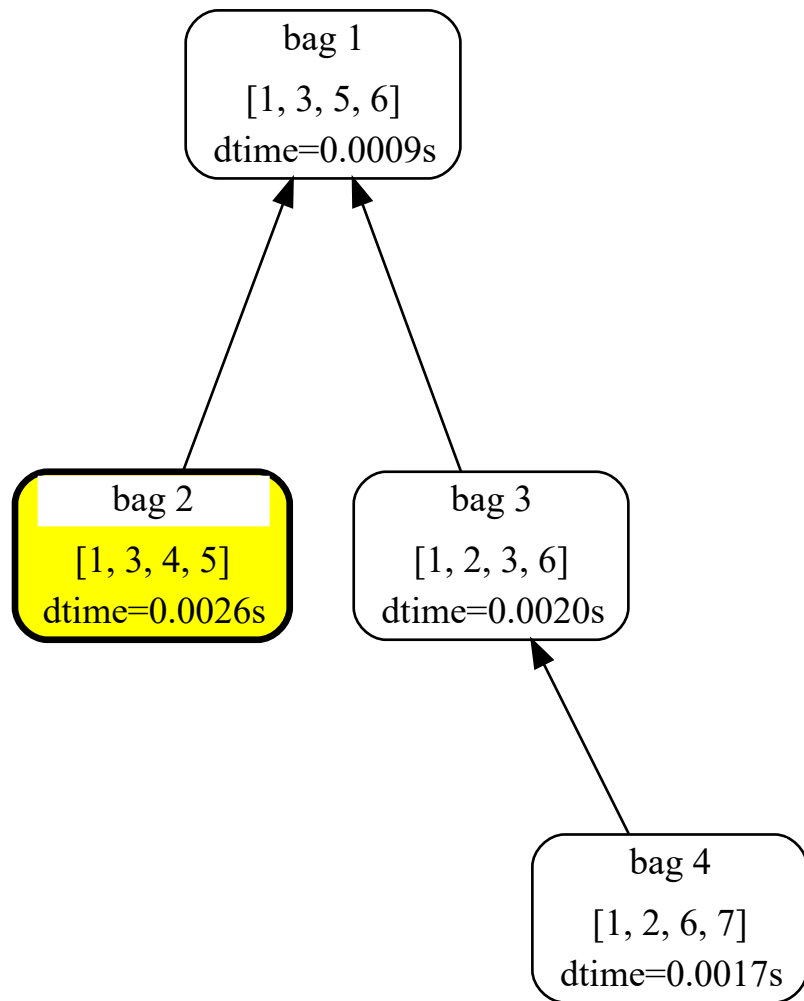 bag 1
[1, 3, 5, 6]
dtime=0.0009s
bag 2
[1, 3, 4, 5]
dtime=0.0026s
bag 3
[1, 2, 3, 6]
dtime=0.0020s
bag 4
[1, 2, 6, 7]
dtime=0.0017s